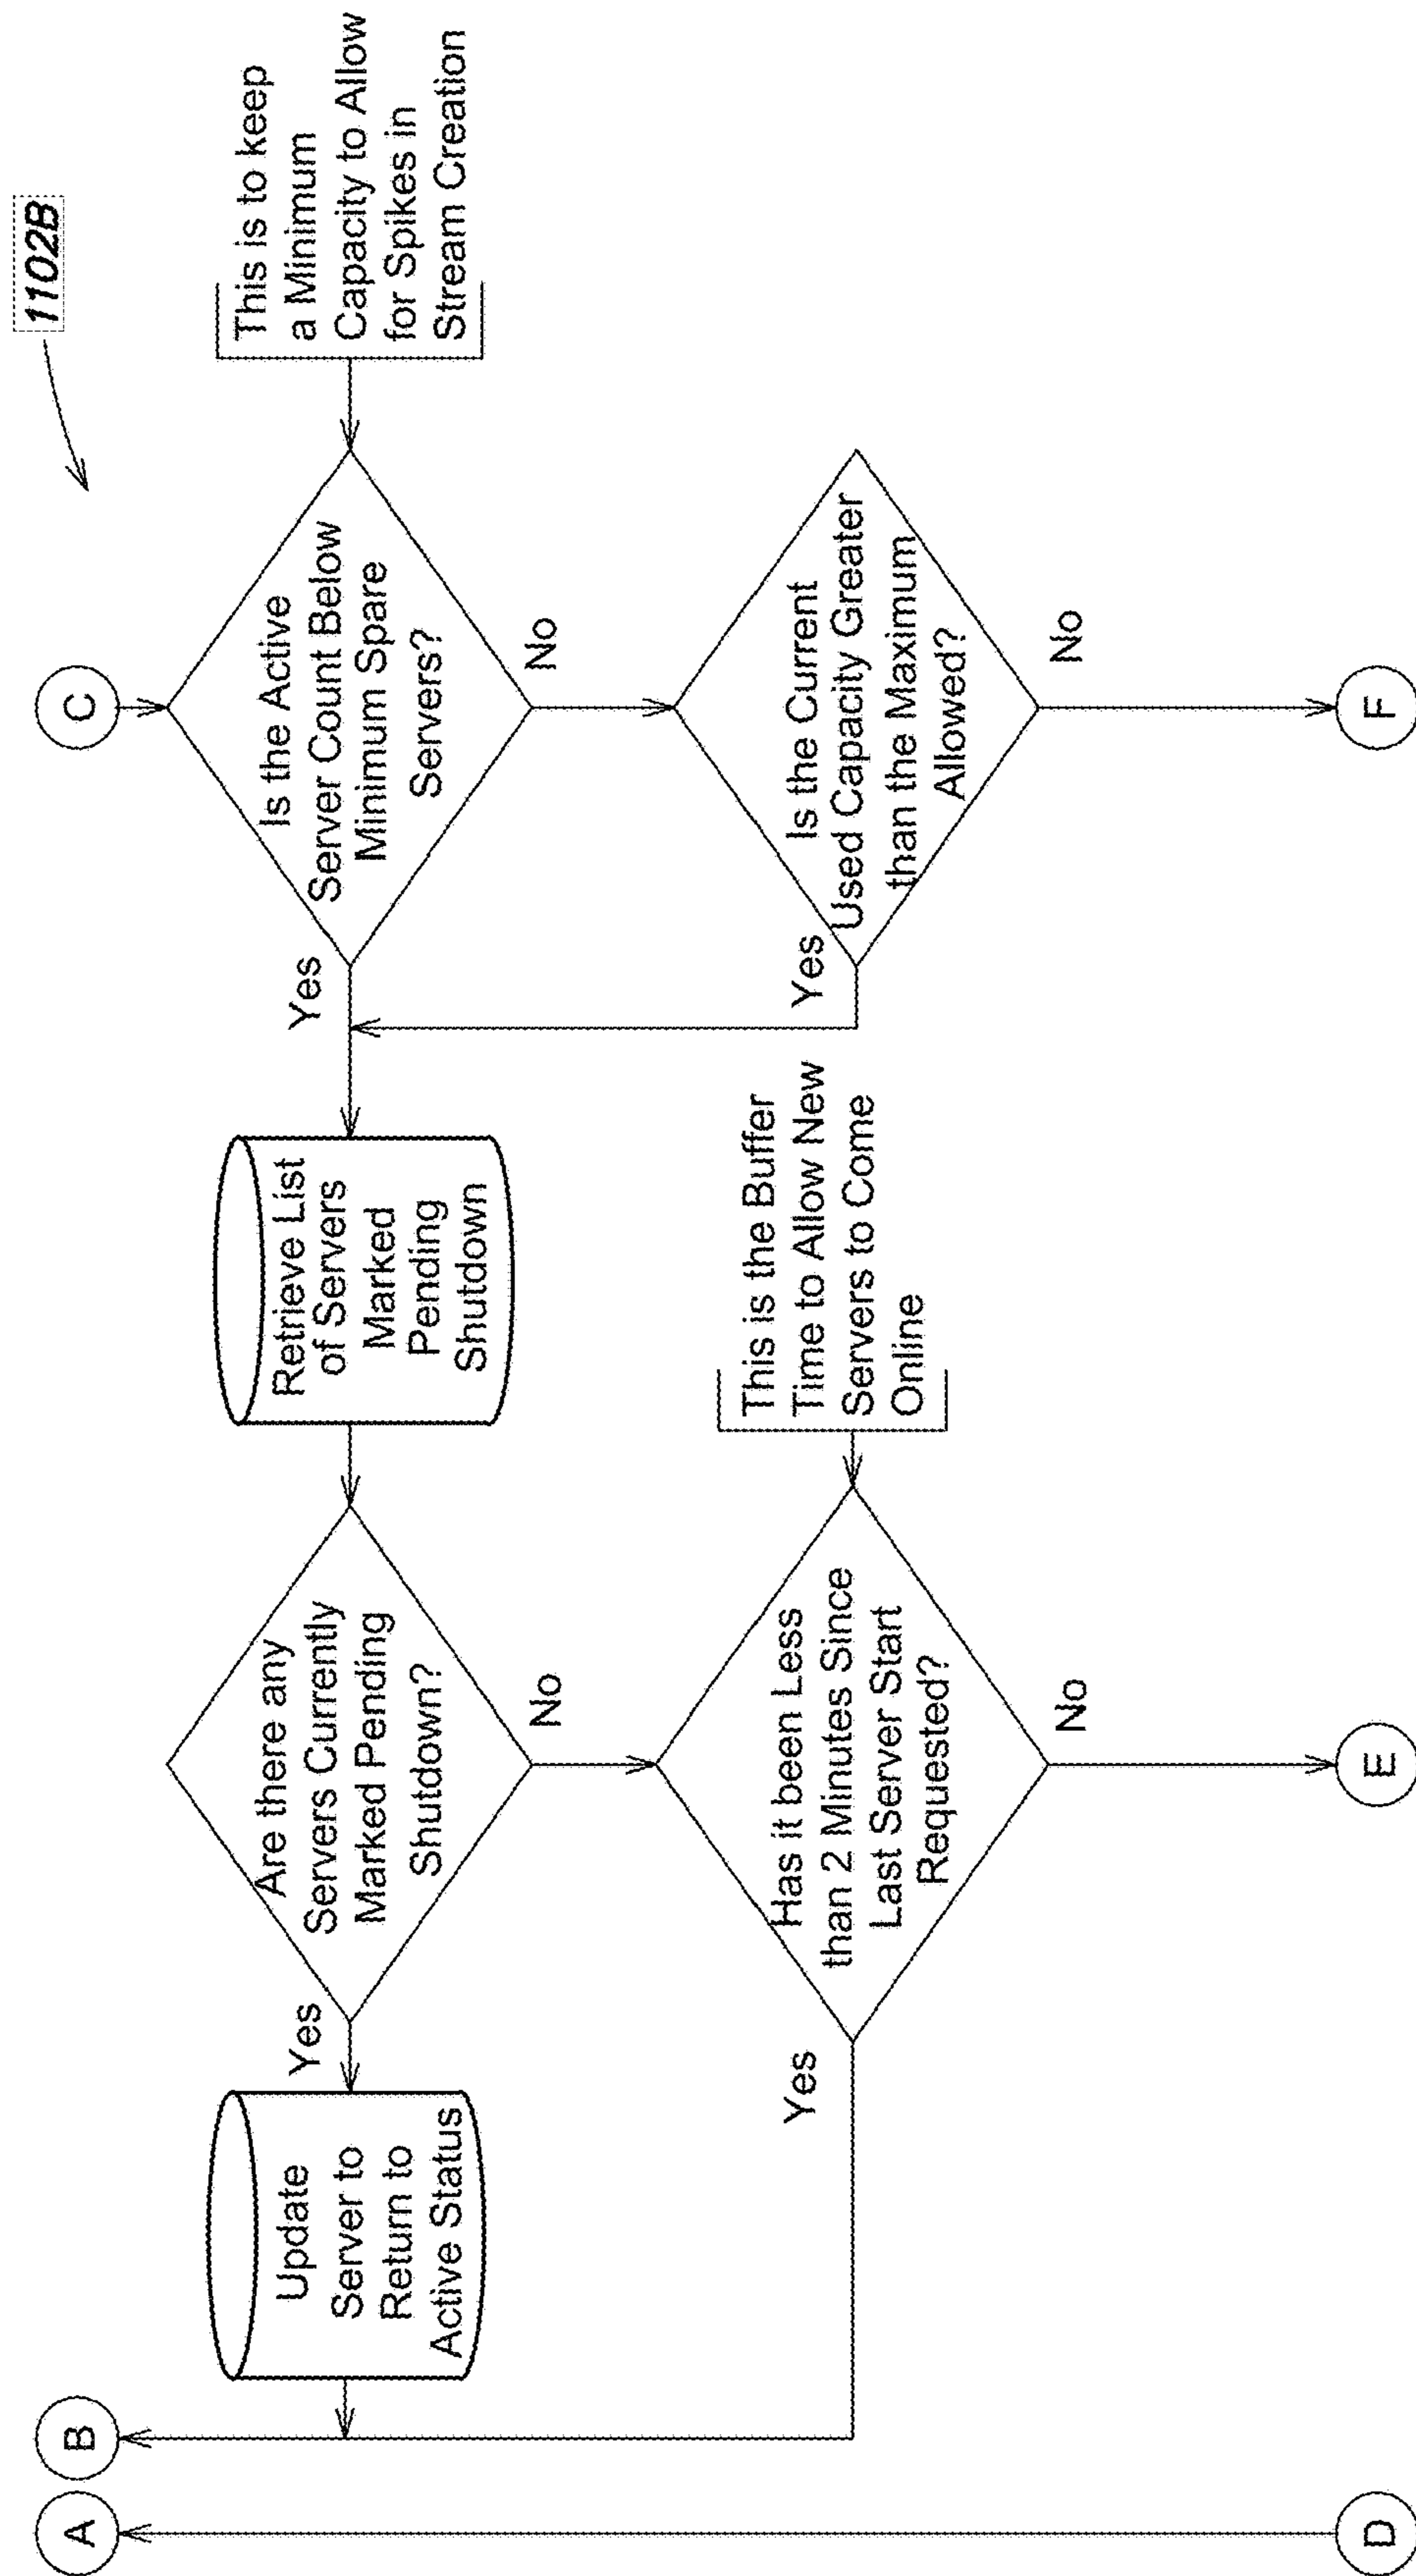 1102B
A
B
C
Update
Server to
Return to
Active Status
Yes
Are there any
Servers Currently
Marked Pending
Shutdown?
Retrieve List
of Servers
Marked
Pending
Shutdown
Yes
Is the Active
Server Count Below
Minimum Spare
Servers?
This is to keep
a Minimum
Capacity to Allow
for Spikes in
Stream Creation
No
No
Yes
Has it been Less
than 2 Minutes Since
Last Server Start
Requested?
This is the Buffer
Time to Allow New
Servers to Come
Online
Yes
Is the Current
Used Capacity Greater
than the Maximum
Allowed?
No
No
D
E
F